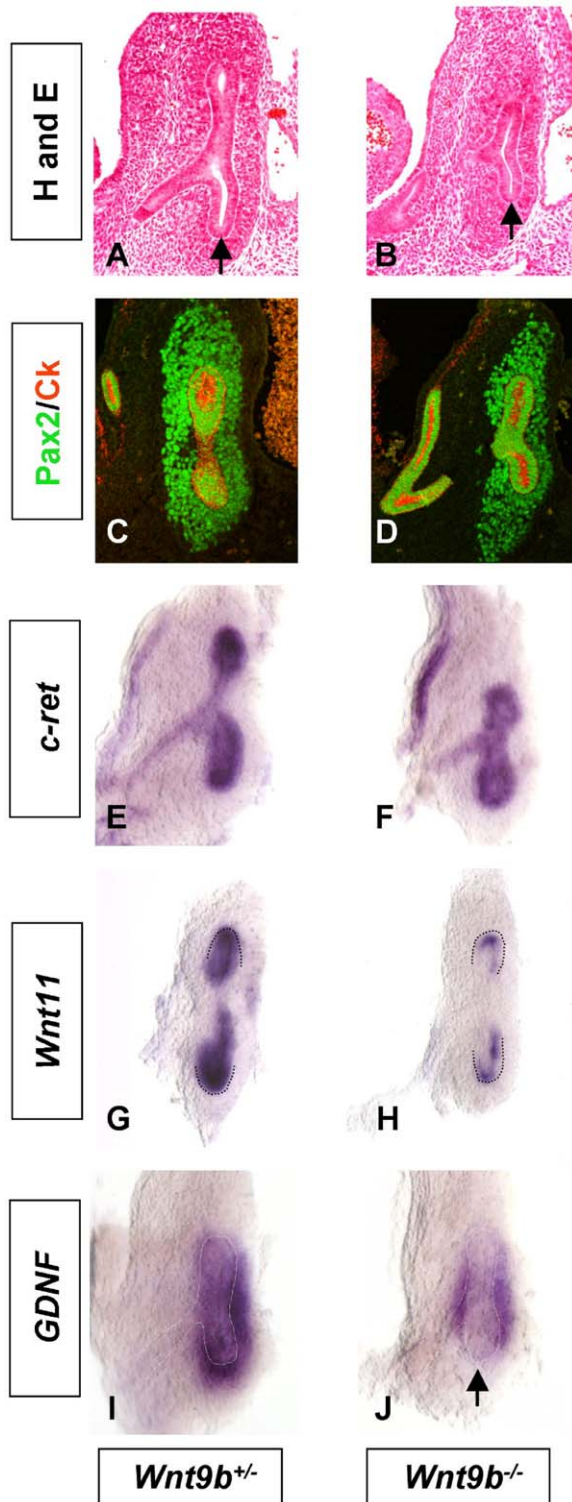 H and E
A
B
Pax2/Ck
C
D
c-ret
E
F
Wnt11
G
H
GDNF
I
J
Wnt9b+/-
Wnt9b-/-